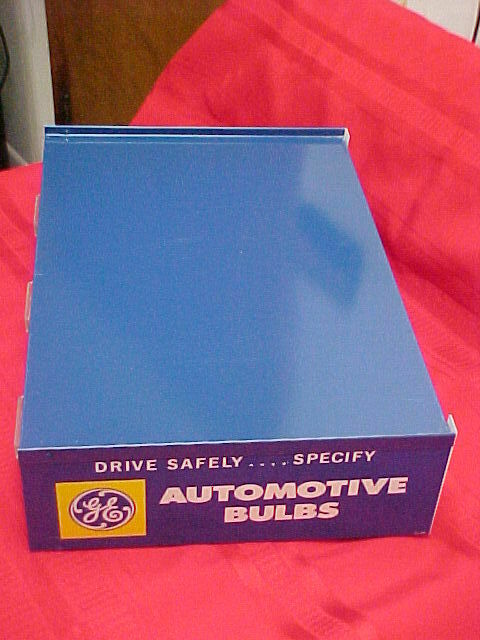 DRIVE SAFELY .... SPECIFY
GE
AUTOMOTIVE
BULBS